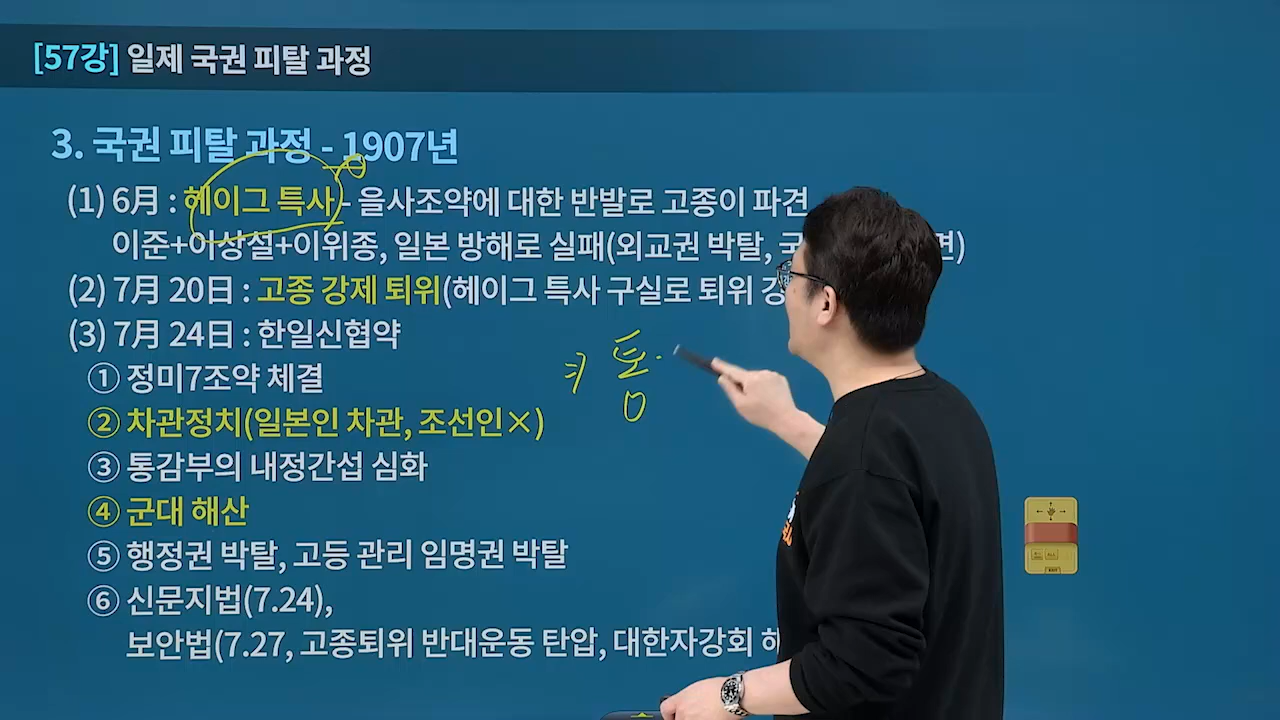 [57강] 일제 국권 피탈 과정
3. 국권 피탈 과정 - 1907년
(1) 6月 : 헤이그 특사 - 을사조약에 대한 반발로 고종이 파견
이준+이상설+이위종, 일본 방해로 실패(외교권 박탈,
(2) 7月 20日 : 고종 강제 퇴위(헤이그 특사 구실로 퇴위
(3) 7月 24日 : 한일신협약
① 정미7조약 체결
② 차관정치(일본인 차관, 조선인×)
통
③ 통감부의 내정간섭 심화
④ 군대 해산
⑤ 행정권 박탈, 고등 관리 임명권 박탈
⑥ 신문지법(7.24),
보안법(7.27, 고종퇴위 반대운동 탄압, 대한자강회